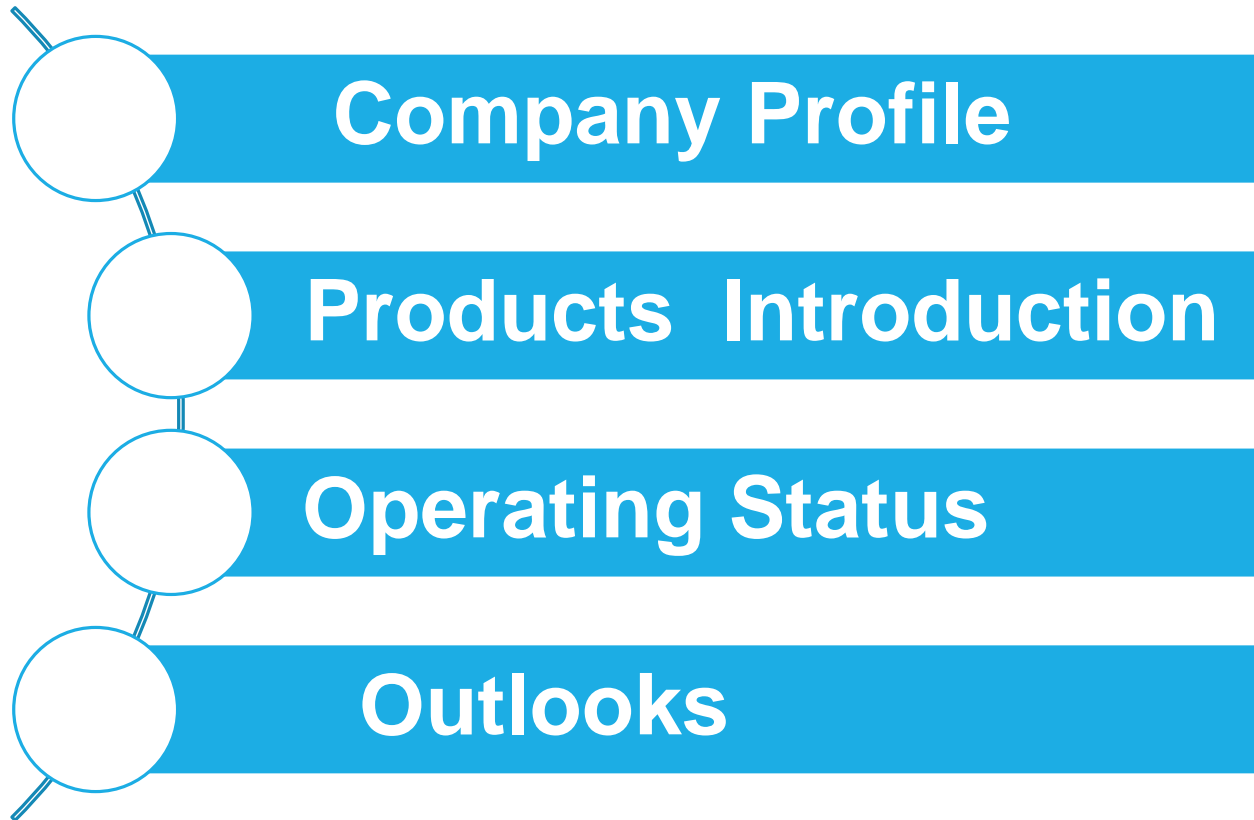 Company Profile
Products  Introduction
Operating Status
Outlooks